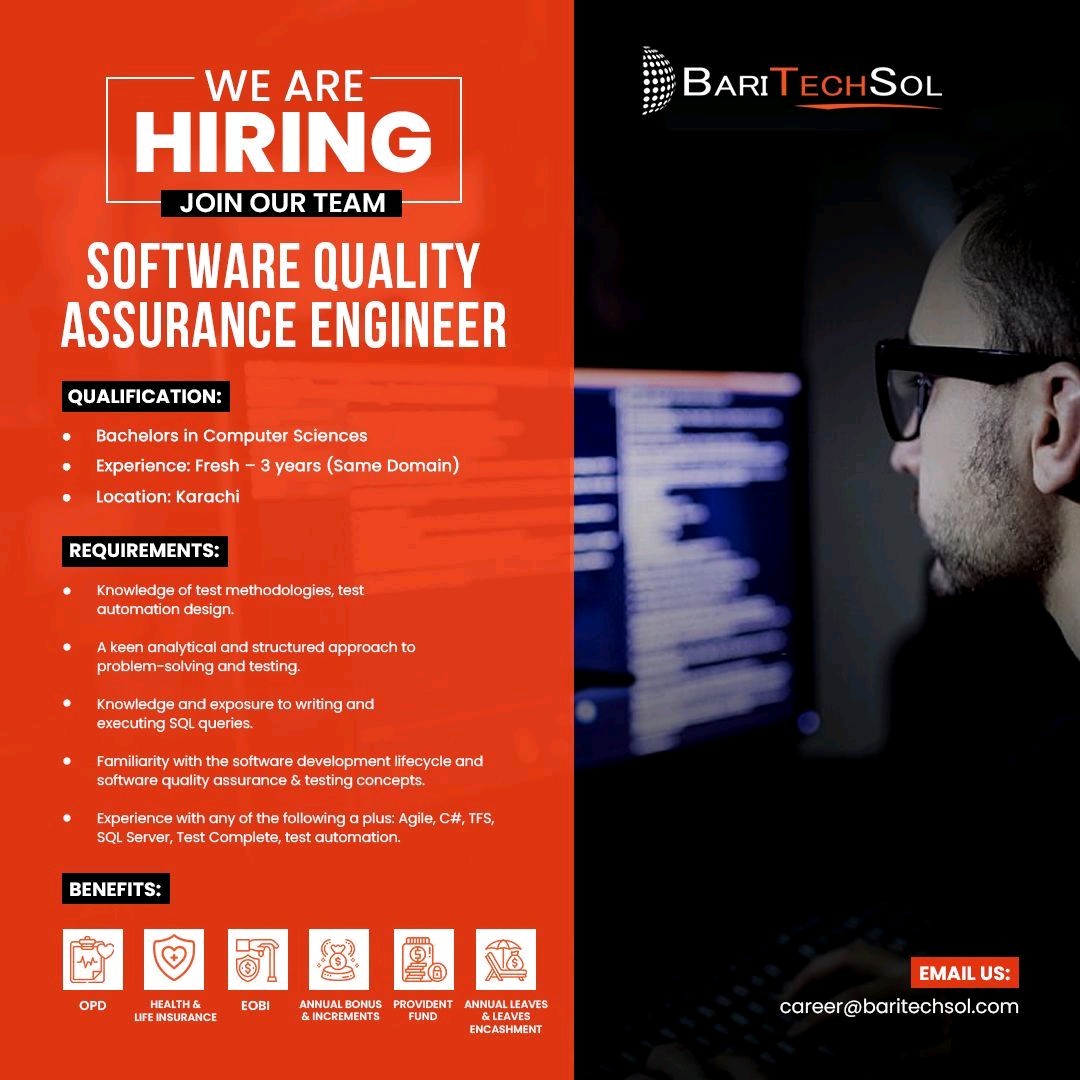 WE ARE
HIRING
JOIN OUR TEAM
SOFTWARE QUALITY
ASSURANCE ENGINEER
QUALIFICATION:
• Bachelors in Computer Sciences
• Experience: Fresh – 3 years (Same Domain)
• Location: Karachi
REQUIREMENTS:
• Knowledge of test methodologies, test
automation design.
• A keen analytical and structured approach to
problem-solving and testing.
• Knowledge and exposure to writing and
executing SQL queries.
• Familiarity with the software development lifecycle and
software quality assurance & testing concepts.
• Experience with any of the following a plus: Agile, C#, TFS,
SQL Server, Test Complete, test automation.
BENEFITS:
OPD
HEALTH &
LIFE INSURANCE
EOBI
ANNUAL BONUS
& INCREMENTS
PROVIDENT
FUND
ANNUAL LEAVES
& LEAVES
ENCASHMENT
BARITECHSOL
EMAIL US:
career@baritechsol.com